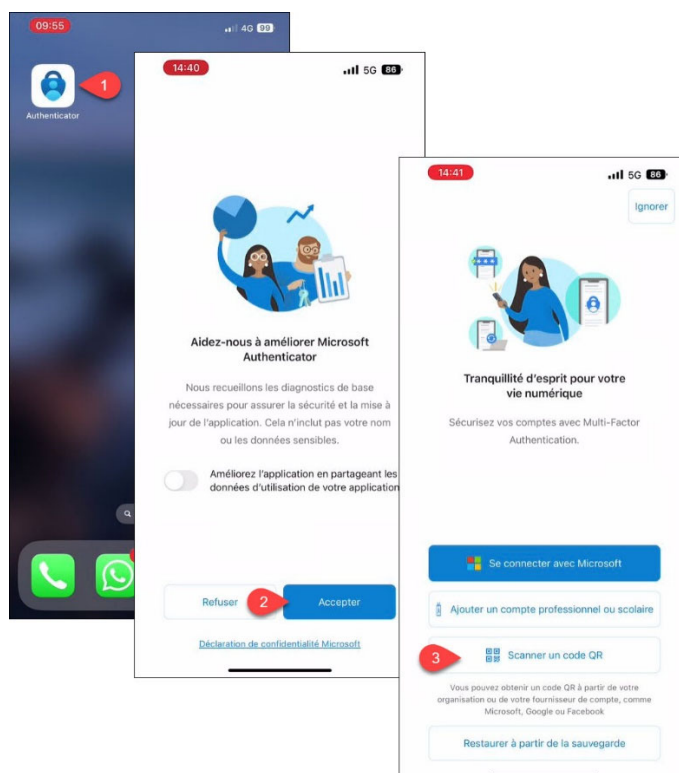 09:55
4G 99
Authenticator
1
14:40
5G 86
Aidez-nous à améliorer Microsoft
Authenticator
Nous recueillons les diagnostics de base
nécessaires pour assurer la sécurité et la mise à
jour de l'application. Cela n'inclut pas votre nom
ou les données sensibles.
Améliorez l'application en partageant les
données d'utilisation de votre application
Refuser
2
Accepter
Déclaration de confidentialité Microsoft
14:41
5G 86
Ignorer
Tranquillité d'esprit pour votre
vie numérique
Sécurisez vos comptes avec Multi-Factor
Authentication.
Se connecter avec Microsoft
Ajouter un compte professionnel ou scolaire
3
Scanner un code QR
Vous pouvez obtenir un code QR à partir de votre
organisation ou de votre fournisseur de compte, comme
Microsoft, Google ou Facebook
Restaurer à partir de la sauvegarde